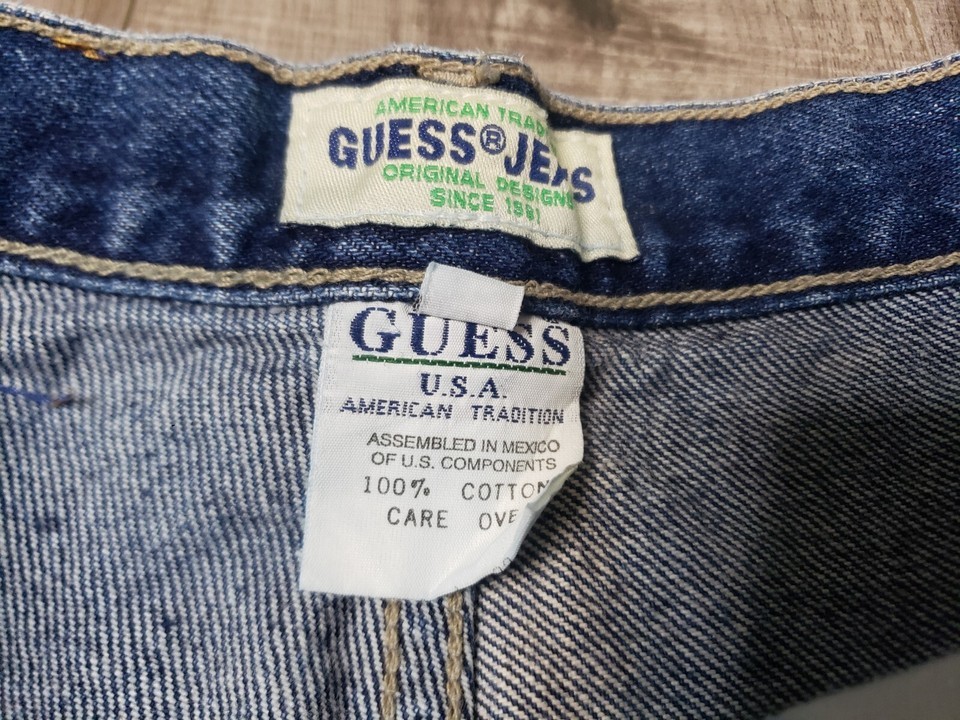 AMERICAN TRAD
GUESS® JEANS
ORIGINAL DESIGNS
SINCE 1981
GUESS
U.S.A.
AMERICAN TRADITION
ASSEMBLED IN MEXICO
OF U.S. COMPONENTS
100% COTTON
CARE OVE